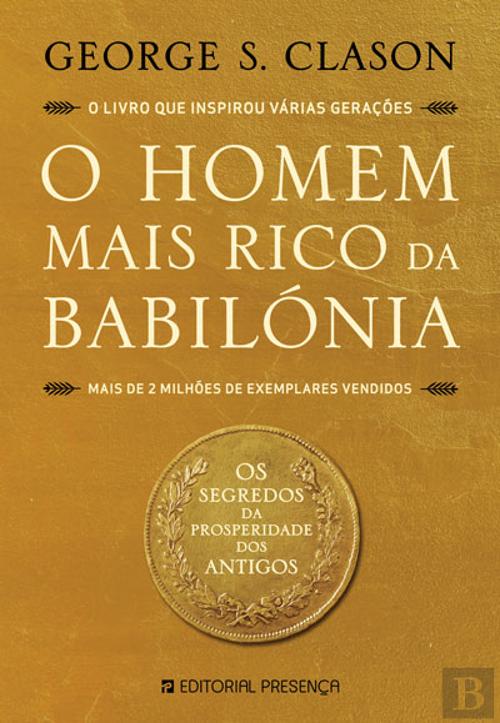 GEORGE S. CLASON
O LIVRO QUE INSPIROU VÁRIAS GERAÇÕES
O HOMEM
MAIS RICO DA
BABILÓNIA
MAIS DE 2 MILHÕES DE EXEMPLARES VENDIDOS
OS
SEGREDOS
DA
PROSPERIDADE
DOS
ANTIGOS
EDITORIAL PRESENÇA
B